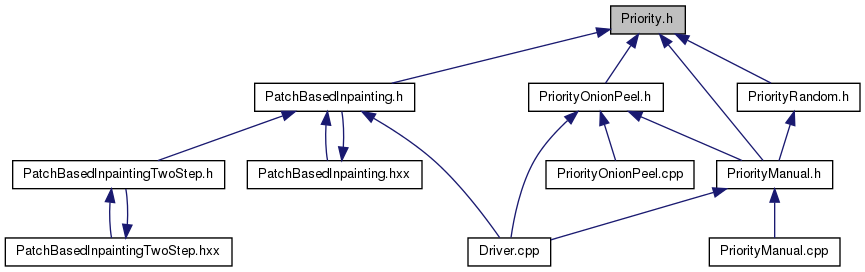 Priority.h
PatchBasedInpainting.h
PriorityOnionPeel.h
PriorityRandom.h
PatchBasedInpaintingTwoStep.h
PatchBasedInpainting.hxx
PriorityOnionPeel.cpp
PriorityManual.h
PatchBasedInpaintingTwoStep.hxx
Driver.cpp
PriorityManual.cpp